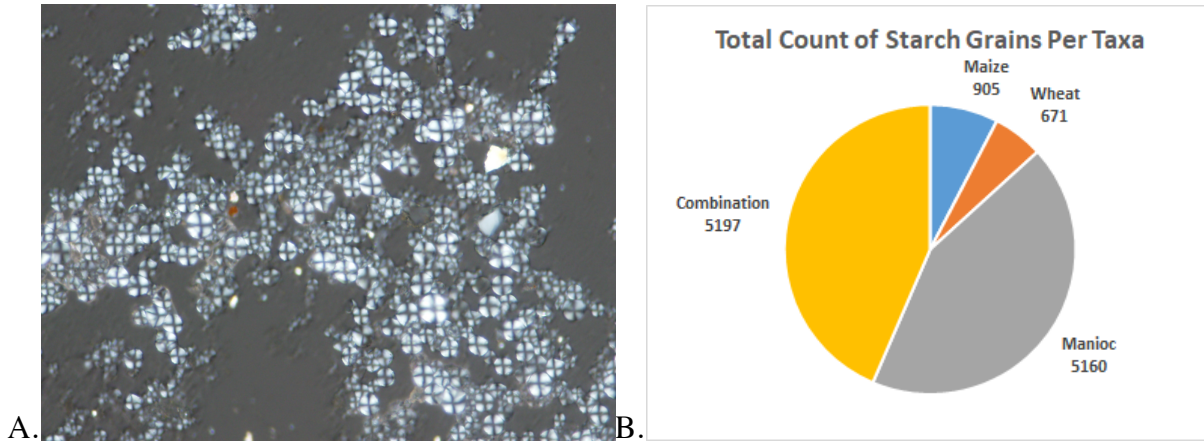 A.
B.
Total Count of Starch Grains Per Taxa
Maize
905
Wheat
671
Combination
5197
Manioc
5160